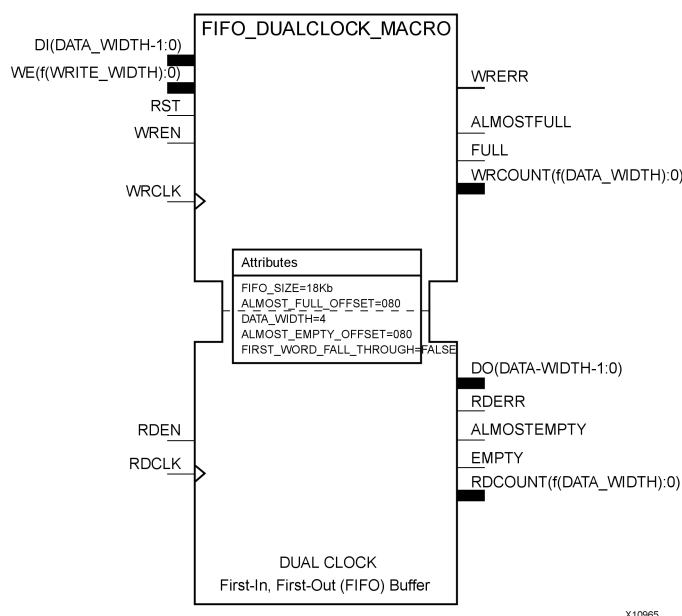 FIFO_DUALCLOCK_MACRO
DI(DATA_WIDTH-1:0)
WE(f(WRITE_WIDTH):0)
RST
WREN
WRCLK
WRERR
ALMOSTFULL
FULL
WRCOUNT(f(DATA_WIDTH):0)
Attributes
FIFO_SIZE=18Kb
ALMOST_FULL_OFFSET=080
DATA_WIDTH=4
ALMOST_EMPTY_OFFSET=080
FIRST_WORD_FALL_THROUGH=FALSE
RDEN
RDCLK
DO(DATA-WIDTH-1:0)
RDERR
ALMOSTEMPTY
EMPTY
RDCOUNT(f(DATA_WIDTH):0)
DUAL CLOCK
First-In, First-Out (FIFO) Buffer
X10965